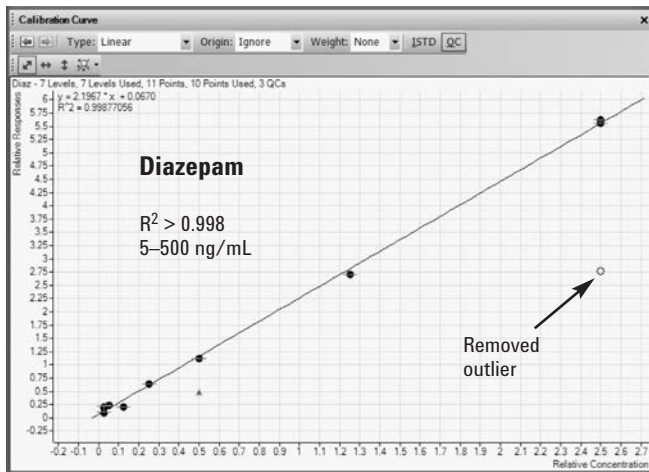 Calibration Curve
Type: Linear Origin: Ignore Weight: None ISTD QC
Diaz - 7 Levels, 7 Levels Used, 11 Points, 10 Points Used, 3 QCs
y = 2.1967 * x + 0.0670
R^2 = 0.99877056
Relative Responses
6
5.75
5.5
5.25
5
4.75
4.5
4.25
4
3.75
3.5
3.25
3
2.75
2.5
2.25
2
1.75
1.5
1.25
1
0.75
0.5
0.25
0
-0.25
Diazepam
R2 > 0.998
5–500 ng/mL
Removed
outlier
-0.2 -0.1 0 0.1 0.2 0.3 0.4 0.5 0.6 0.7 0.8 0.9 1 1.1 1.2 1.3 1.4 1.5 1.6 1.7 1.8 1.9 2 2.1 2.2 2.3 2.4 2.5 2.6 2.7
Relative Concentration